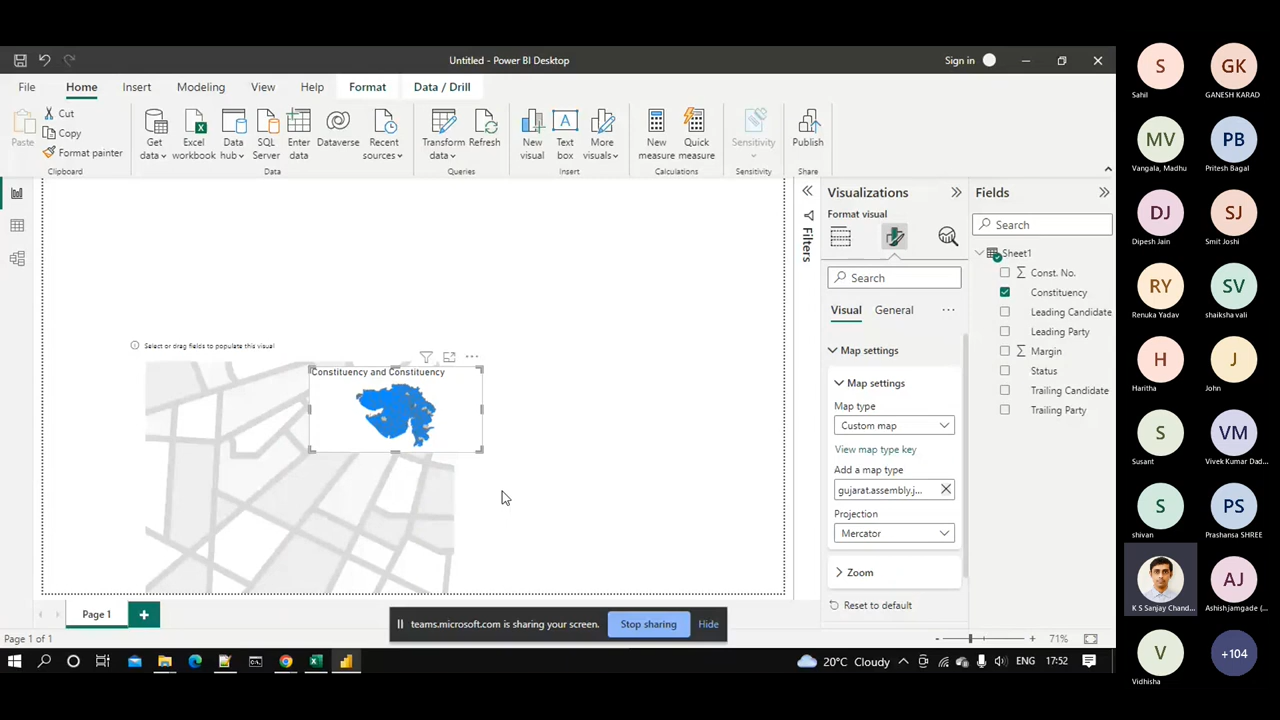 Untitled - Power BI Desktop
Sign in
File Home Insert Modeling View Help Format Data / Drill
Paste
Cut
Copy
Format painter
Get data
Excel workbook
Data hub
SQL Server
Enter data
Dataverse
Recent sources
Transform data
Refresh
New visual
Text box
More visuals
New measure
Quick measure
Sensitivity
Publish
Clipboard
Data
Queries
Insert
Calculations
Sensitivity
Share
Select or drag fields to populate this visual
Constituency and Constituency
Filters
Visualizations
Format visual
Search
Visual General
Map settings
Map settings
Map type
Custom map
View map type key
Add a map type
gujarat.assembly.j...
Projection
Mercator
Zoom
Reset to default
Fields
Search
Sheet1
Const. No.
Constituency
Leading Candidate
Leading Party
Margin
Status
Trailing Candidate
Trailing Party
Page 1
teams.microsoft.com is sharing your screen.
Stop sharing
Hide
Page 1 of 1
71%
20°C Cloudy
ENG
17:52
S
Sahil
GK
GANESH KARAD
MV
Vangala, Madhu
PB
Pritesh Bagal
DJ
Dipesh Jain
SJ
Smit Joshi
RY
Renuka Yadav
SV
shaiksha vali
H
Haritha
J
John
S
Susant
VM
Vivek Kumar Dad...
S
shivan
PS
Prashansa SHREE
K S Sanjay Chand...
AJ
Ashishjamgade (...
V
Vidhisha
+104